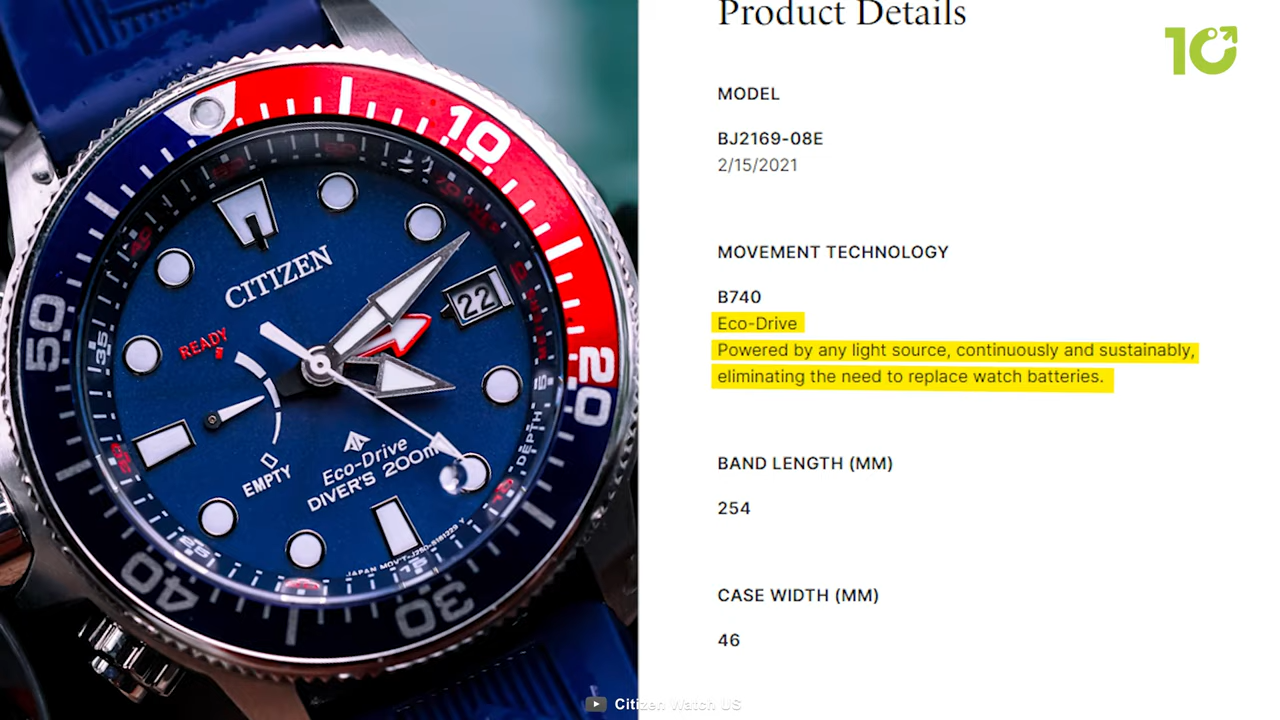 10
20
30
40
50
CITIZEN
READY
22
EMPTY
Eco-Drive
DIVER'S 200m
DEPTH
Product Details
10
MODEL
BJ2169-08E
2/15/2021
MOVEMENT TECHNOLOGY
B740
Eco-Drive
Powered by any light source, continuously and sustainably,
eliminating the need to replace watch batteries.
BAND LENGTH (MM)
254
CASE WIDTH (MM)
46
Citizen Watch US